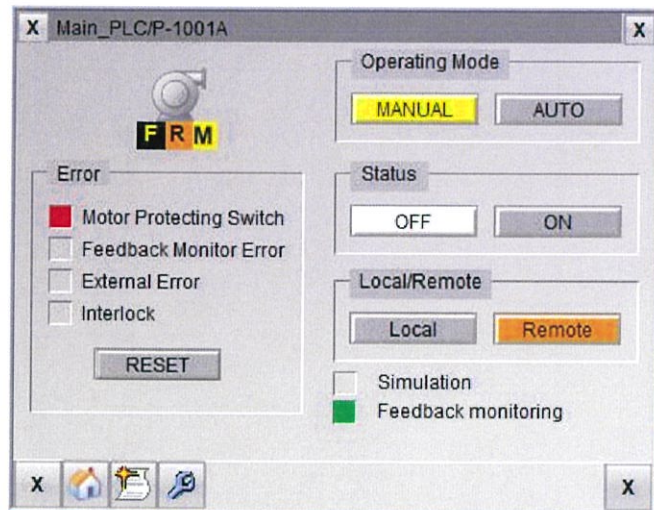 X Main_PLC/P-1001A X
F R M
Operating Mode
MANUAL AUTO
Error
Motor Protecting Switch
Feedback Monitor Error
External Error
Interlock
RESET
Status
OFF ON
Local/Remote
Local Remote
Simulation
Feedback monitoring
X X